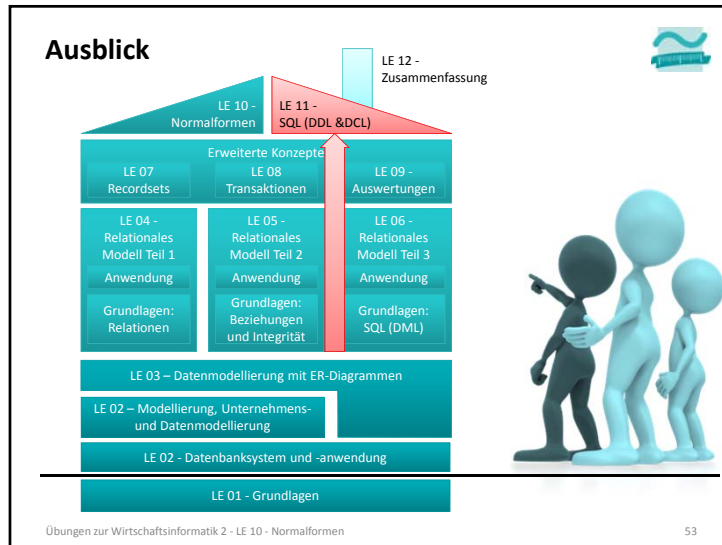 Ausblick
LE 12 -
Zusammenfassung
LE 10 -
Normalformen
LE 11 -
SQL (DDL &DCL)
Erweiterte Konzepte
LE 07
Recordsets
LE 08
Transaktionen
LE 09 -
Auswertungen
LE 04 -
Relationales
Modell Teil 1
Anwendung
Grundlagen:
Relationen
LE 05 -
Relationales
Modell Teil 2
Anwendung
Grundlagen:
Beziehungen
und Integrität
LE 06 -
Relationales
Modell Teil 3
Anwendung
Grundlagen:
SQL (DML)
LE 03 – Datenmodellierung mit ER-Diagrammen
LE 02 – Modellierung, Unternehmens-
und Datenmodellierung
LE 02 - Datenbanksystem und -anwendung
LE 01 - Grundlagen
Übungen zur Wirtschaftsinformatik 2 - LE 10 - Normalformen
53